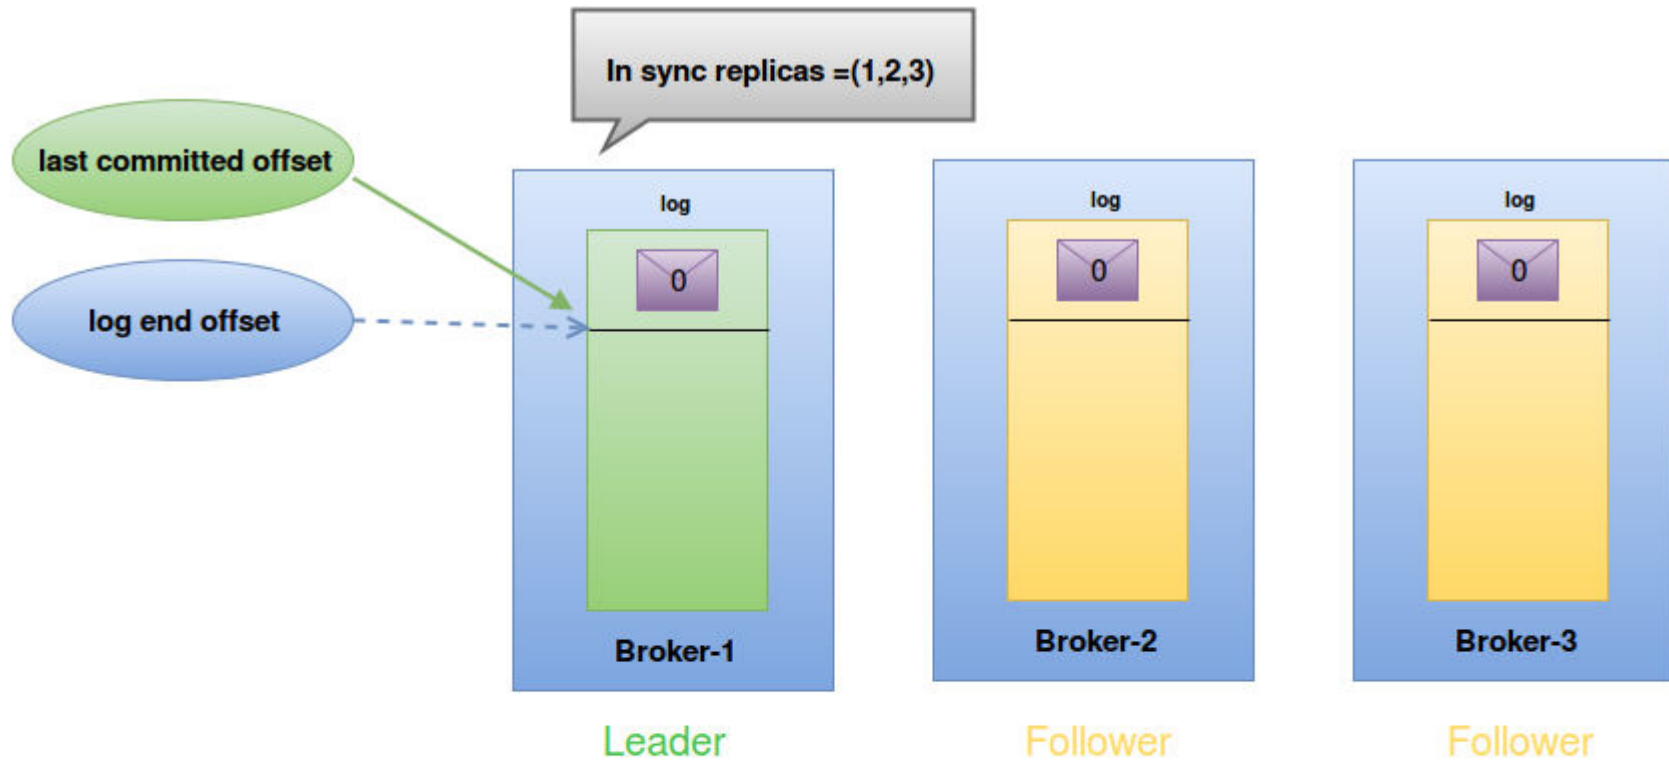 In sync replicas =(1,2,3)
last committed offset
log end offset
log
0
Broker-1
Leader
log
0
Broker-2
Follower
log
0
Broker-3
Follower